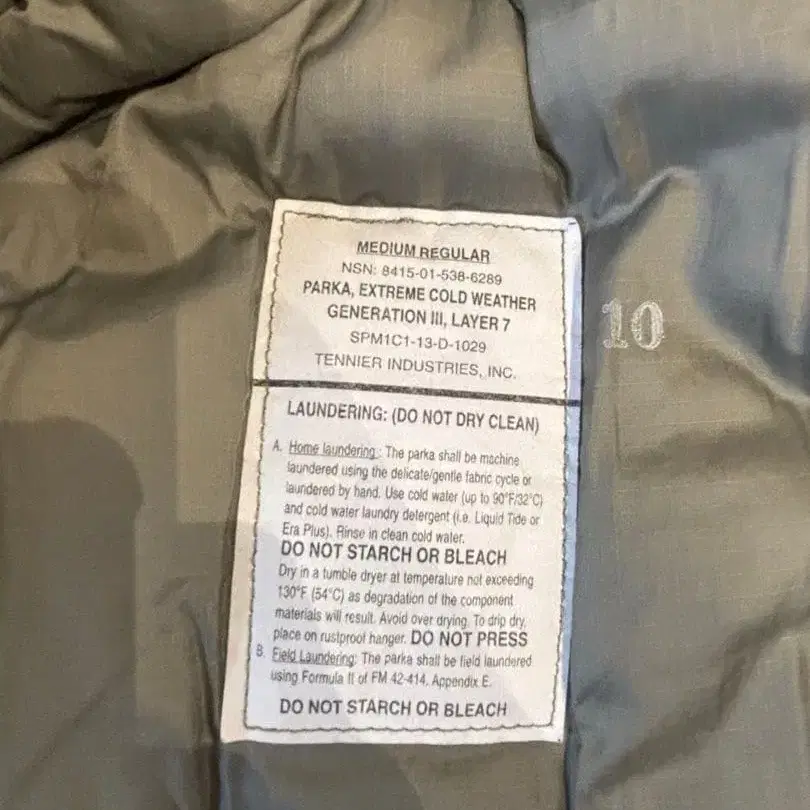 MEDIUM REGULAR
NSN: 8415-01-538-6289
PARKA, EXTREME COLD WEATHER
GENERATION III, LAYER 7
SPM1C1-13-D-1029
TENNIER INDUSTRIES, INC.
10
LAUNDERING: (DO NOT DRY CLEAN)
A. Home laundering: The parka shall be machine
laundered using the delicate/gentle fabric cycle or
laundered by hand. Use cold water (up to 90°F/32°C)
and cold water laundry detergent (i.e. Liquid Tide or
Era Plus). Rinse in clean cold water.
DO NOT STARCH OR BLEACH
Dry in a tumble dryer at temperature not exceeding
130°F (54°C) as degradation of the component
materials will result. Avoid over drying. To drip dry,
place on rustproof hanger. DO NOT PRESS
B. Field Laundering: The parka shall be field laundered
using Formula II of FM 42-414, Appendix E.
DO NOT STARCH OR BLEACH